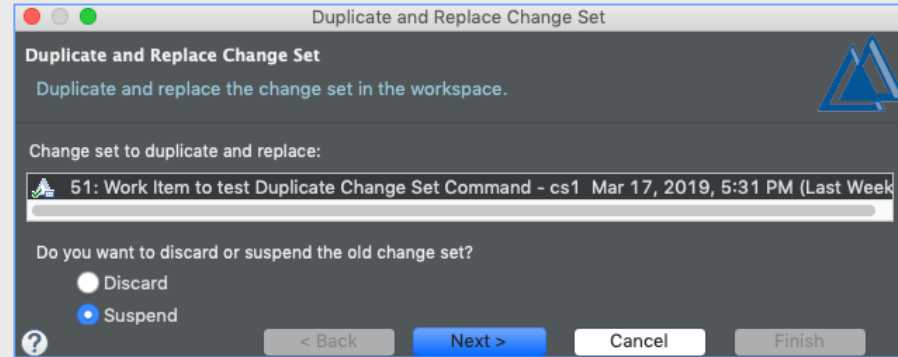 Duplicate and Replace Change Set
Duplicate and Replace Change Set
Duplicate and replace the change set in the workspace.
Change set to duplicate and replace:
51: Work Item to test Duplicate Change Set Command - cs1 Mar 17, 2019, 5:31 PM (Last Week
Do you want to discard or suspend the old change set?
Discard
Suspend
? < Back Next > Cancel Finish